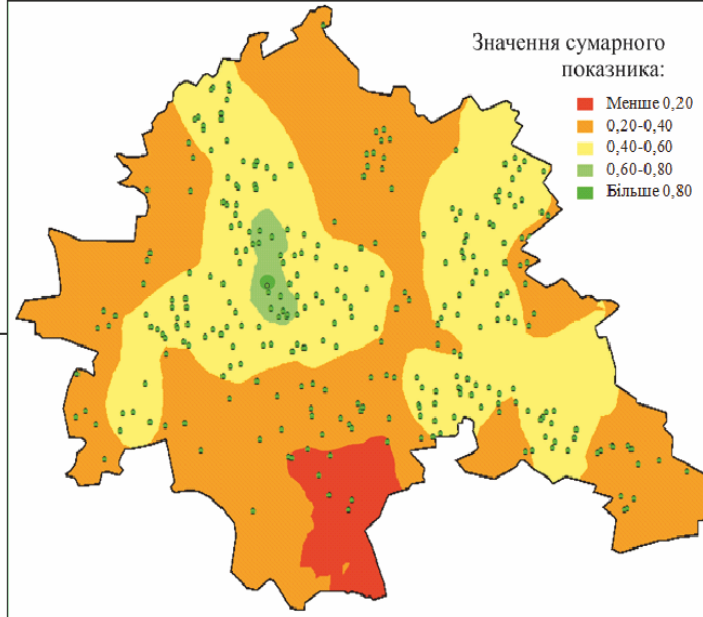 Значення сумарного
показника:
Менше 0,20
0,20-0,40
0,40-0,60
0,60-0,80
Більше 0,80